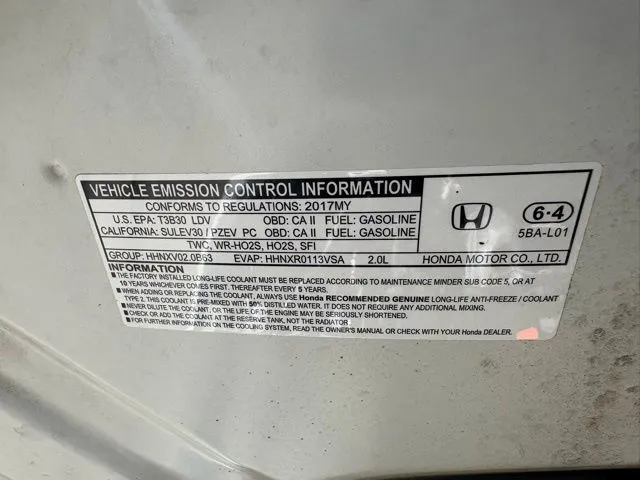 VEHICLE EMISSION CONTROL INFORMATION
CONFORMS TO REGULATIONS: 2017MY
U.S. EPA: T3B30 LDV OBD: CA II FUEL: GASOLINE
CALIFORNIA: SULEV30 / PZEV PC OBD: CA II FUEL: GASOLINE
TWC, WR-HO2S, HO2S, SFI
GROUP: HHNXV02.0B63 EVAP: HHNXR0113VSA 2.0L
6·4
5BA-L01
HONDA MOTOR CO., LTD.
INFORMATION
■THE FACTORY INSTALLED COOLANT MUST BE REPLACED ACCORDING TO MAINTENANCE MINDER SUB CODE 5, OR AT
10 YEARS WHICHEVER COMES FIRST. THEREAFTER EVERY 5 YEARS.
■WHEN ADDING OR REPLACING THE COOLANT, ALWAYS USE Honda RECOMMENDED GENUINE LONG-LIFE ANTI-FREEZE / COOLANT
TYPE 2. THIS COOLANT IS PRE-MIXED WITH 50% DISTILLED WATER. IT DOES NOT REQUIRE ANY ADDITIONAL MIXING.
■NEVER DILUTE THE COOLANT, OR THE LIFE OF THE ENGINE MAY BE SERIOUSLY SHORTENED.
■CHECK OR ADD THE COOLANT AT THE RESERVE TANK, NOT THE RADIATOR.
■FOR FURTHER INFORMATION ON THE COOLING SYSTEM, READ THE OWNER'S MANUAL OR CHECK WITH YOUR Honda DEALER.